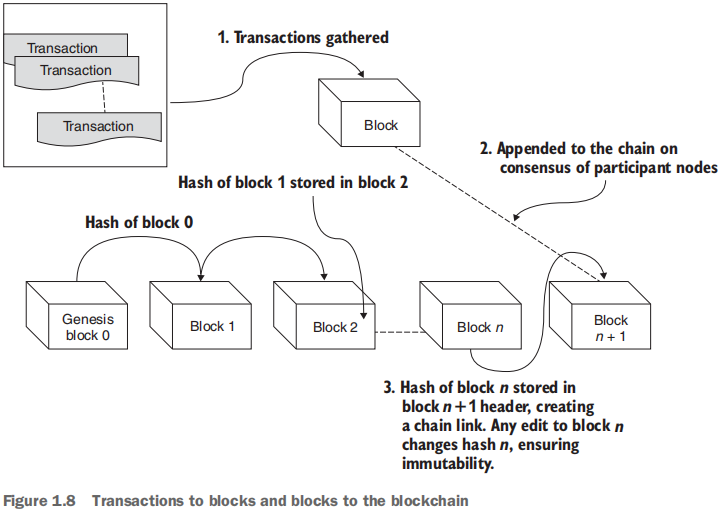 Transaction
Transaction
Transaction
1. Transactions gathered
Block
2. Appended to the chain on
consensus of participant nodes
Hash of block 1 stored in block 2
Hash of block 0
Genesis
block 0
Block 1
Block 2
Block n
Block
n + 1
3. Hash of block n stored in
block n+1 header, creating
a chain link. Any edit to block n
changes hash n, ensuring
immutability.
Figure 1.8 Transactions to blocks and blocks to the blockchain